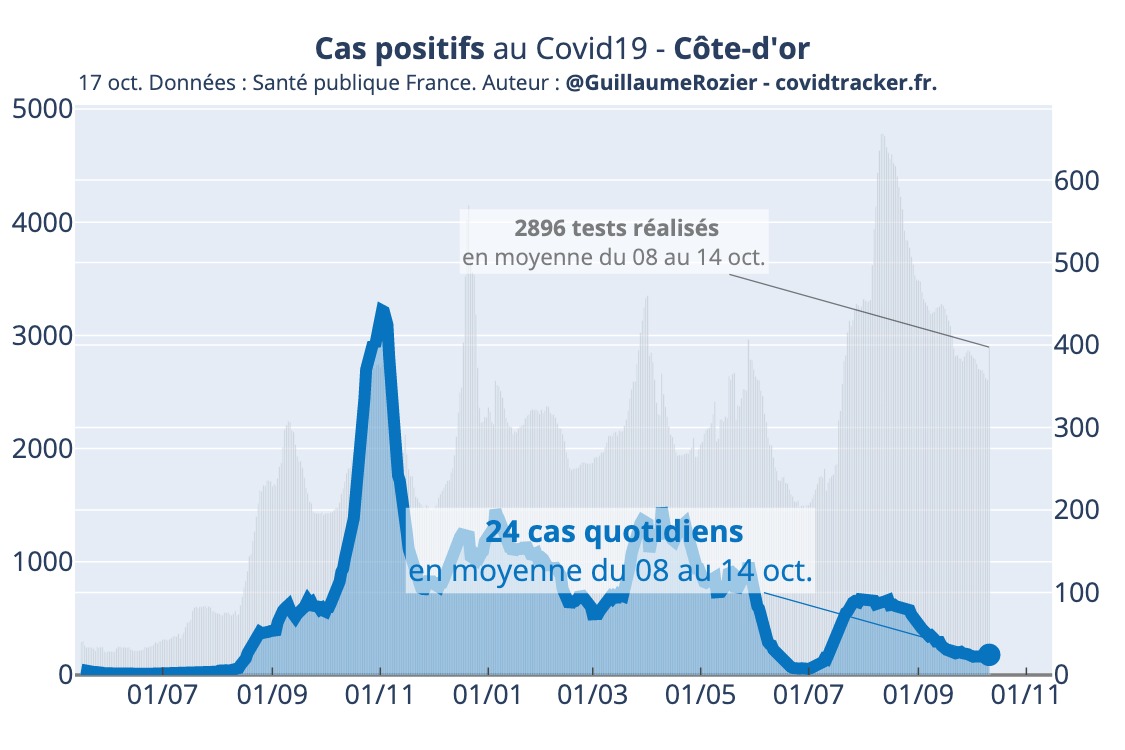 Cas positifs au Covid19 - Côte-d'or
17 oct. Données : Santé publique France. Auteur : @GuillaumeRozier - covidtracker.fr.
5000
4000
3000
2000
1000
0
600
500
400
300
200
100
0
2896 tests réalisés
en moyenne du 08 au 14 oct.
24 cas quotidiens
en moyenne du 08 au 14 oct.
01/07 01/09 01/11 01/01 01/03 01/05 01/07 01/09 01/11